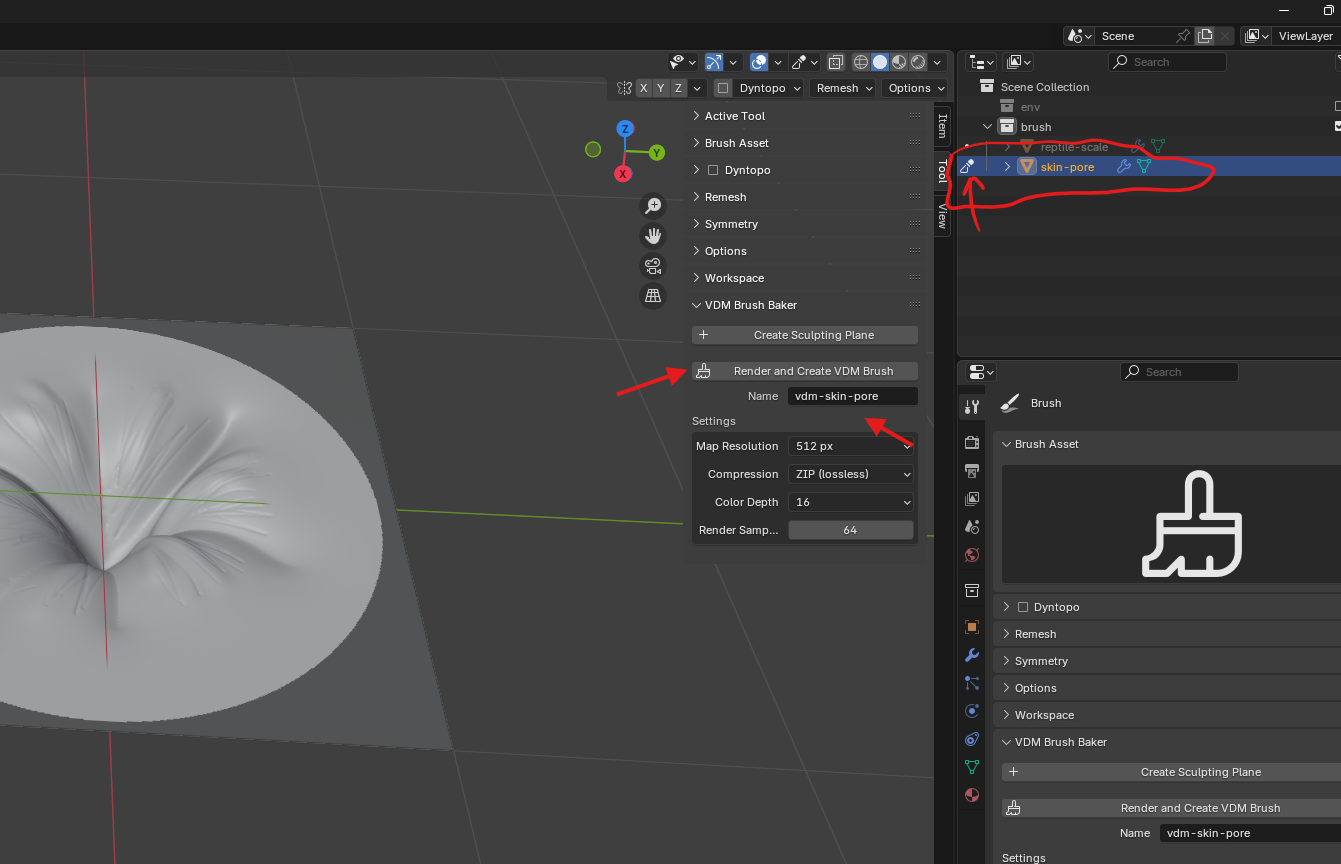 Scene
ViewLayer
Search
X Y Z
Dyntopo
Remesh
Options
Scene Collection
env
brush
reptile-scale
skin-pore
Z
Y
X
Item
Tool
View
Active Tool
Brush Asset
Dyntopo
Remesh
Symmetry
Options
Workspace
VDM Brush Baker
Create Sculpting Plane
Render and Create VDM Brush
Name vdm-skin-pore
Settings
Map Resolution 512 px
Compression ZIP (lossless)
Color Depth 16
Render Samp... 64
Search
Brush
Brush Asset
Dyntopo
Remesh
Symmetry
Options
Workspace
VDM Brush Baker
Create Sculpting Plane
Render and Create VDM Brush
Name vdm-skin-pore
Settings